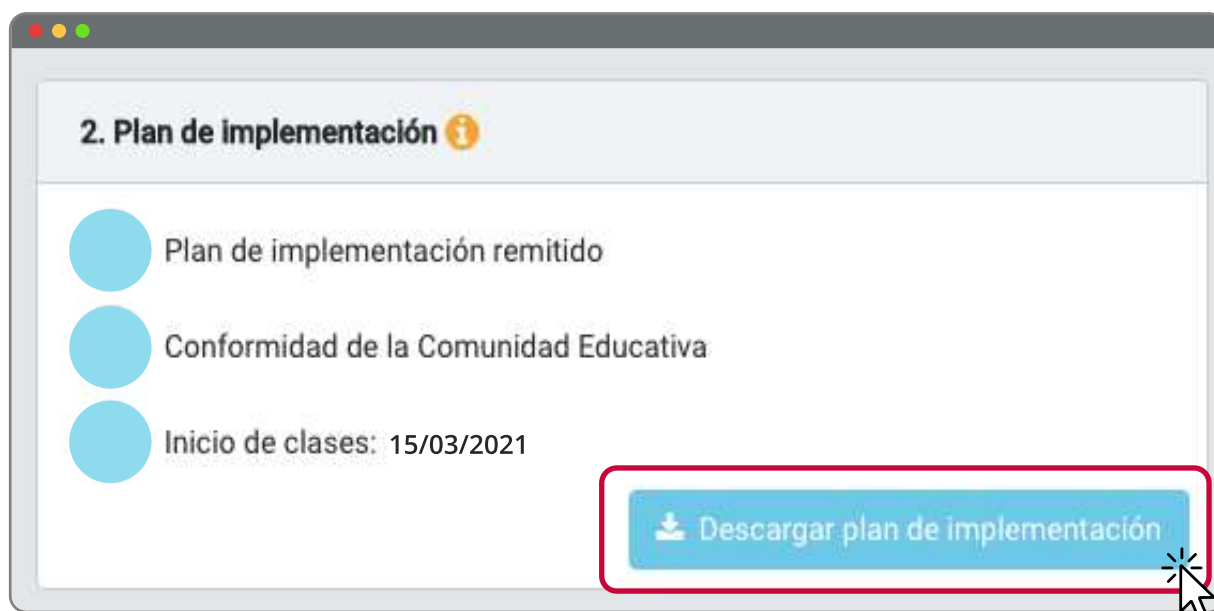 2. Plan de implementación
Plan de implementación remitido
Conformidad de la Comunidad Educativa
Inicio de clases: 15/03/2021
Descargar plan de implementación